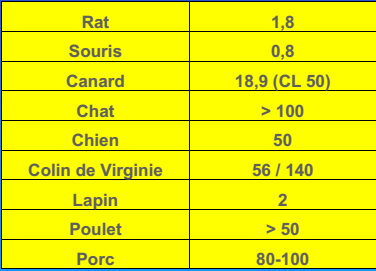 Rat 1,8
Souris 0,8
Canard 18,9 (CL 50)
Chat > 100
Chien 50
Colin de Virginie 56 / 140
Lapin 2
Poulet > 50
Porc 80-100